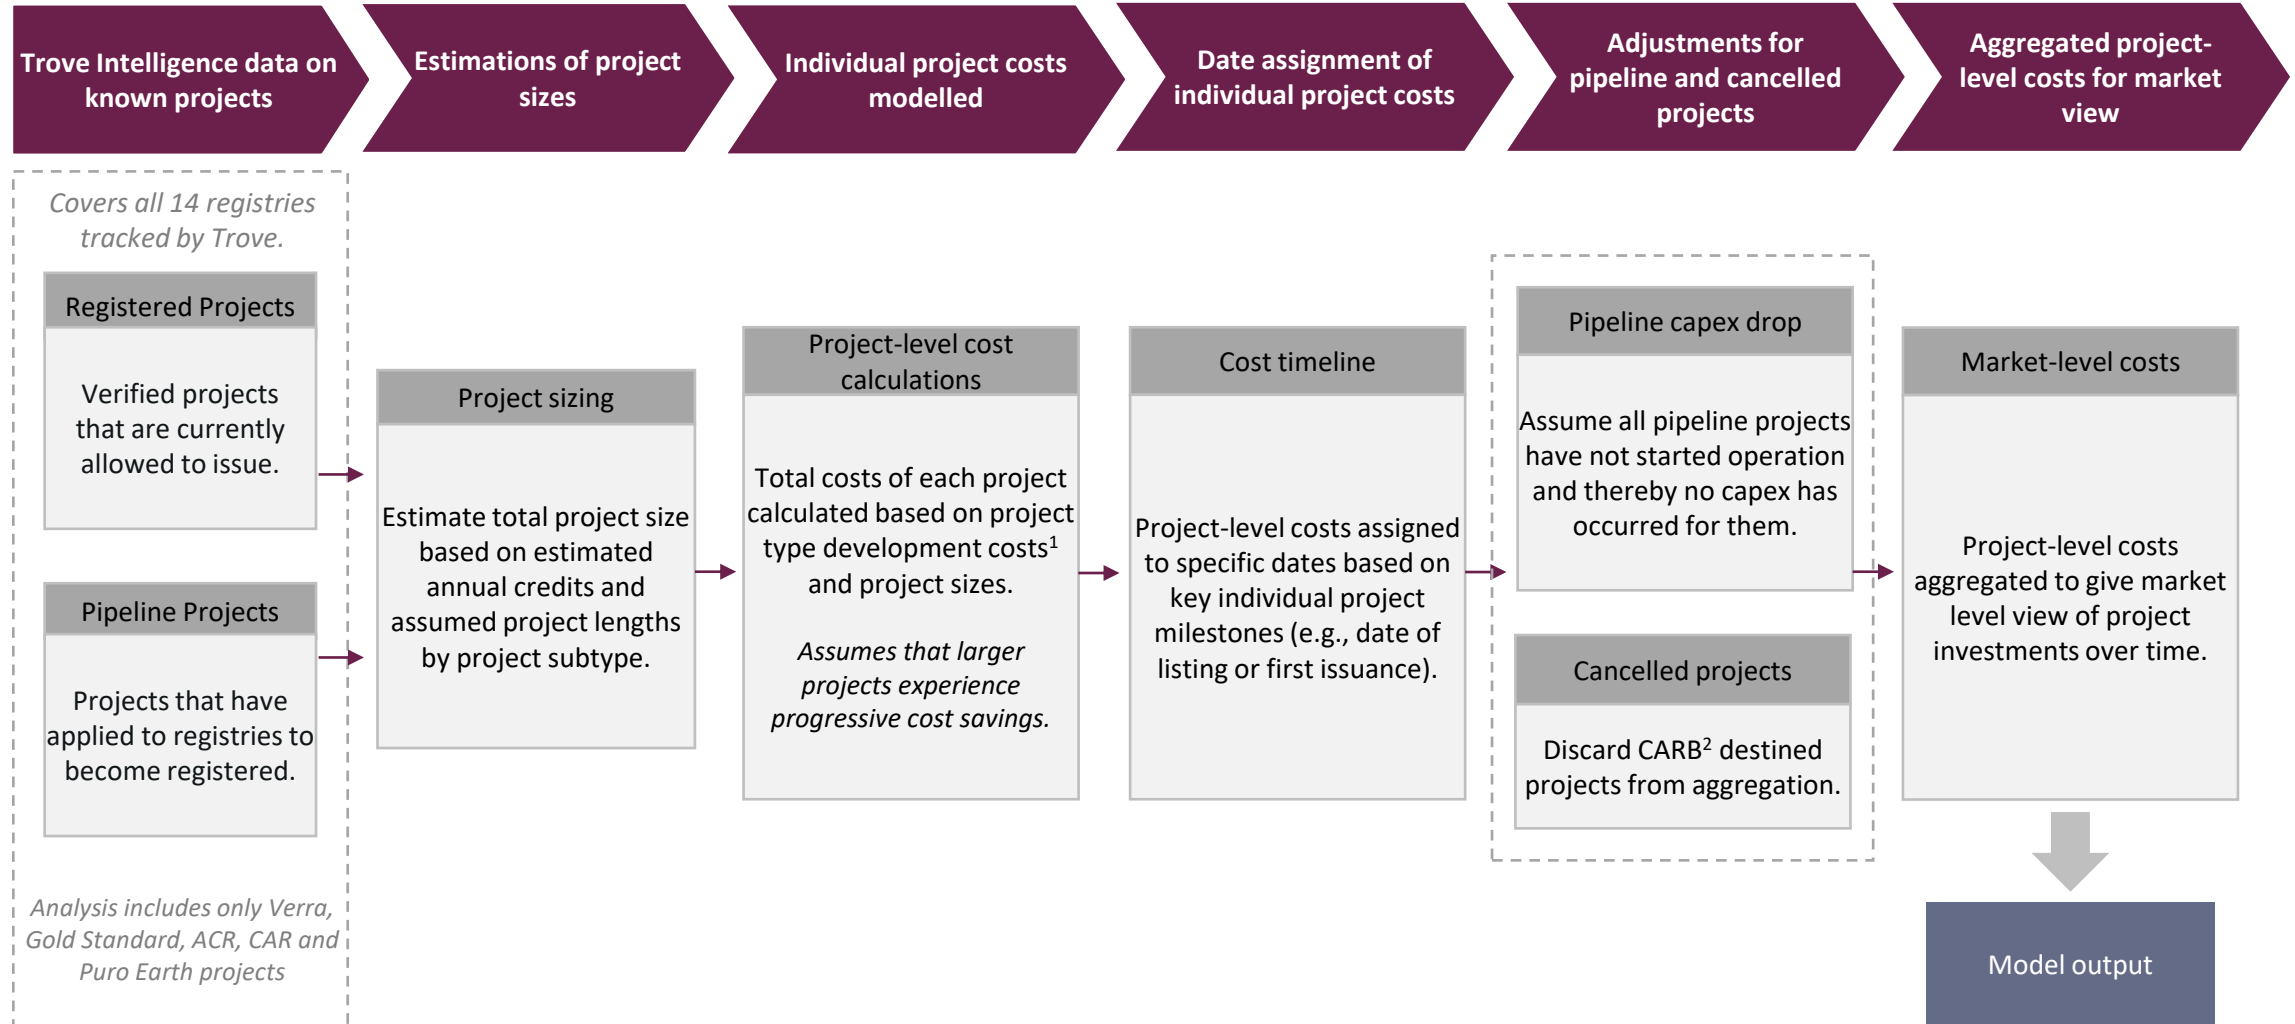 Trove Intelligence data on
known projects
Estimations of project
sizes
Individual project costs
modelled
Date assignment of
individual project costs
Adjustments for
pipeline and cancelled
projects
Aggregated project-
level costs for market
view
Covers all 14 registries
tracked by Trove.
Registered Projects
Verified projects
that are currently
allowed to issue.
Pipeline Projects
Projects that have
applied to registries to
become registered.
Analysis includes only Verra,
Gold Standard, ACR, CAR and
Puro Earth projects
Project sizing
Estimate total project size
based on estimated
annual credits and
assumed project lengths
by project subtype.
Project-level cost
calculations
Total costs of each project
calculated based on project
type development costs¹
and project sizes.
Assumes that larger
projects experience
progressive cost savings.
Cost timeline
Project-level costs assigned
to specific dates based on
key individual project
milestones (e.g., date of
listing or first issuance).
Pipeline capex drop
Assume all pipeline projects
have not started operation
and thereby no capex has
occurred for them.
Cancelled projects
Discard CARB² destined
projects from aggregation.
Market-level costs
Project-level costs
aggregated to give market
level view of project
investments over time.
Model output